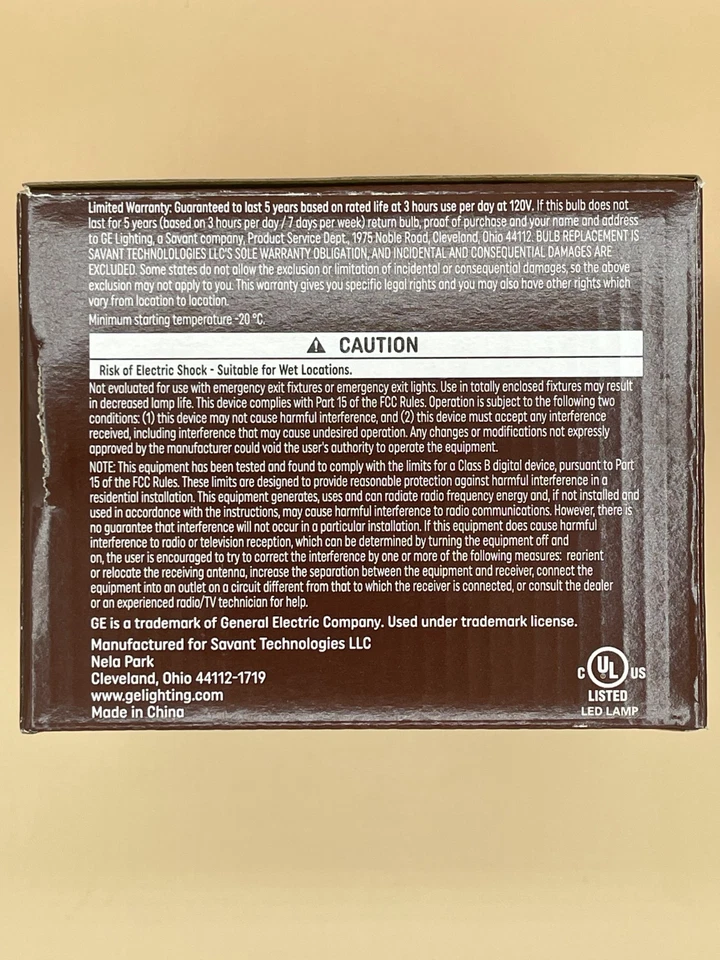 Limited Warranty: Guaranteed to last 5 years based on rated life at 3 hours use per day at 120V. If this bulb does not
last for 5 years (based on 3 hours per day / 7 days per week) return bulb, proof of purchase and your name and address
to GE Lighting, a Savant company, Product Service Dept., 1975 Noble Road, Cleveland, Ohio 44112. BULB REPLACEMENT IS
SAVANT TECHNOLOLOGIES LLC'S SOLE WARRANTY OBLIGATION, AND INCIDENTAL AND CONSEQUENTIAL DAMAGES ARE
EXCLUDED. Some states do not allow the exclusion or limitation of incidental or consequential damages, so the above
exclusion may not apply to you. This warranty gives you specific legal rights and you may also have other rights which
vary from location to location.
Minimum starting temperature -20 °C.
⚠ CAUTION
Risk of Electric Shock - Suitable for Wet Locations.
Not evaluated for use with emergency exit fixtures or emergency exit lights. Use in totally enclosed fixtures may result
in decreased lamp life. This device complies with Part 15 of the FCC Rules. Operation is subject to the following two
conditions: (1) this device may not cause harmful interference, and (2) this device must accept any interference
received, including interference that may cause undesired operation. Any changes or modifications not expressly
approved by the manufacturer could void the user's authority to operate the equipment.
NOTE: This equipment has been tested and found to comply with the limits for a Class B digital device, pursuant to Part
15 of the FCC Rules. These limits are designed to provide reasonable protection against harmful interference in a
residential installation. This equipment generates, uses and can radiate radio frequency energy and, if not installed and
used in accordance with the instructions, may cause harmful interference to radio communications. However, there is
no guarantee that interference will not occur in a particular installation. If this equipment does cause harmful
interference to radio or television reception, which can be determined by turning the equipment off and
on, the user is encouraged to try to correct the interference by one or more of the following measures: reorient
or relocate the receiving antenna, increase the separation between the equipment and receiver, connect the
equipment into an outlet on a circuit different from that to which the receiver is connected, or consult the dealer
or an experienced radio/TV technician for help.
GE is a trademark of General Electric Company. Used under trademark license.
Manufactured for Savant Technologies LLC
Nela Park
Cleveland, Ohio 44112-1719
www.gelighting.com
Made in China
C UL US
LISTED
LED LAMP